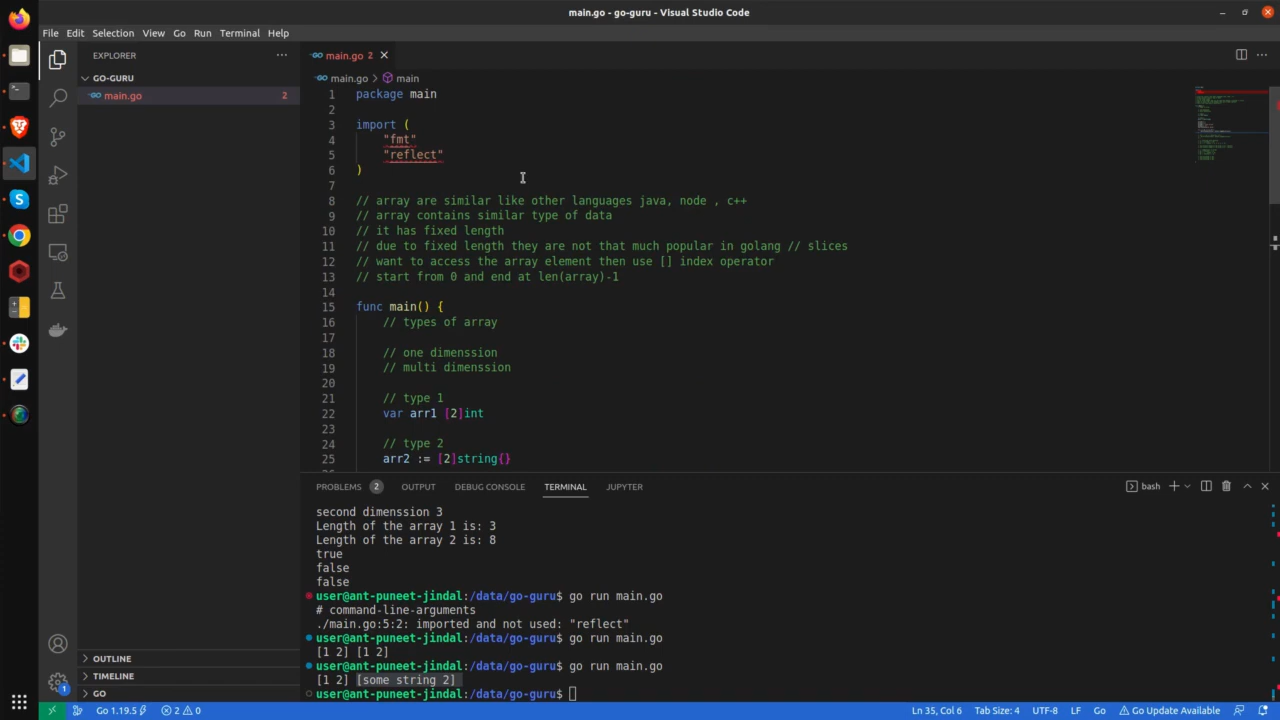 main.go - go-guru - Visual Studio Code
File Edit Selection View Go Run Terminal Help
EXPLORER
GO-GURU
main.go 2
OUTLINE
TIMELINE
GO
main.go 2
main.go > main
1 package main
2
3 import (
4 "fmt"
5 "reflect"
6 )
7
8 // array are similar like other languages java, node , c++
9 // array contains similar type of data
10 // it has fixed length
11 // due to fixed length they are not that much popular in golang // slices
12 // want to access the array element then use [] index operator
13 // start from 0 and end at len(array)-1
14
15 func main() {
16 // types of array
17
18 // one dimenssion
19 // multi dimenssion
20
21 // type 1
22 var arr1 [2]int
23
24 // type 2
25 arr2 := [2]string{}
PROBLEMS 2 OUTPUT DEBUG CONSOLE TERMINAL JUPYTER
bash
second dimenssion 3
Length of the array 1 is: 3
Length of the array 2 is: 8
true
false
false
user@ant-puneet-jindal:/data/go-guru$ go run main.go
# command-line-arguments
./main.go:5:2: imported and not used: "reflect"
user@ant-puneet-jindal:/data/go-guru$ go run main.go
[1 2] [1 2]
user@ant-puneet-jindal:/data/go-guru$ go run main.go
[1 2] [some string 2]
user@ant-puneet-jindal:/data/go-guru$
1
Go 1.19.5 2 0 Ln 35, Col 6 Tab Size: 4 UTF-8 LF Go Go Update Available